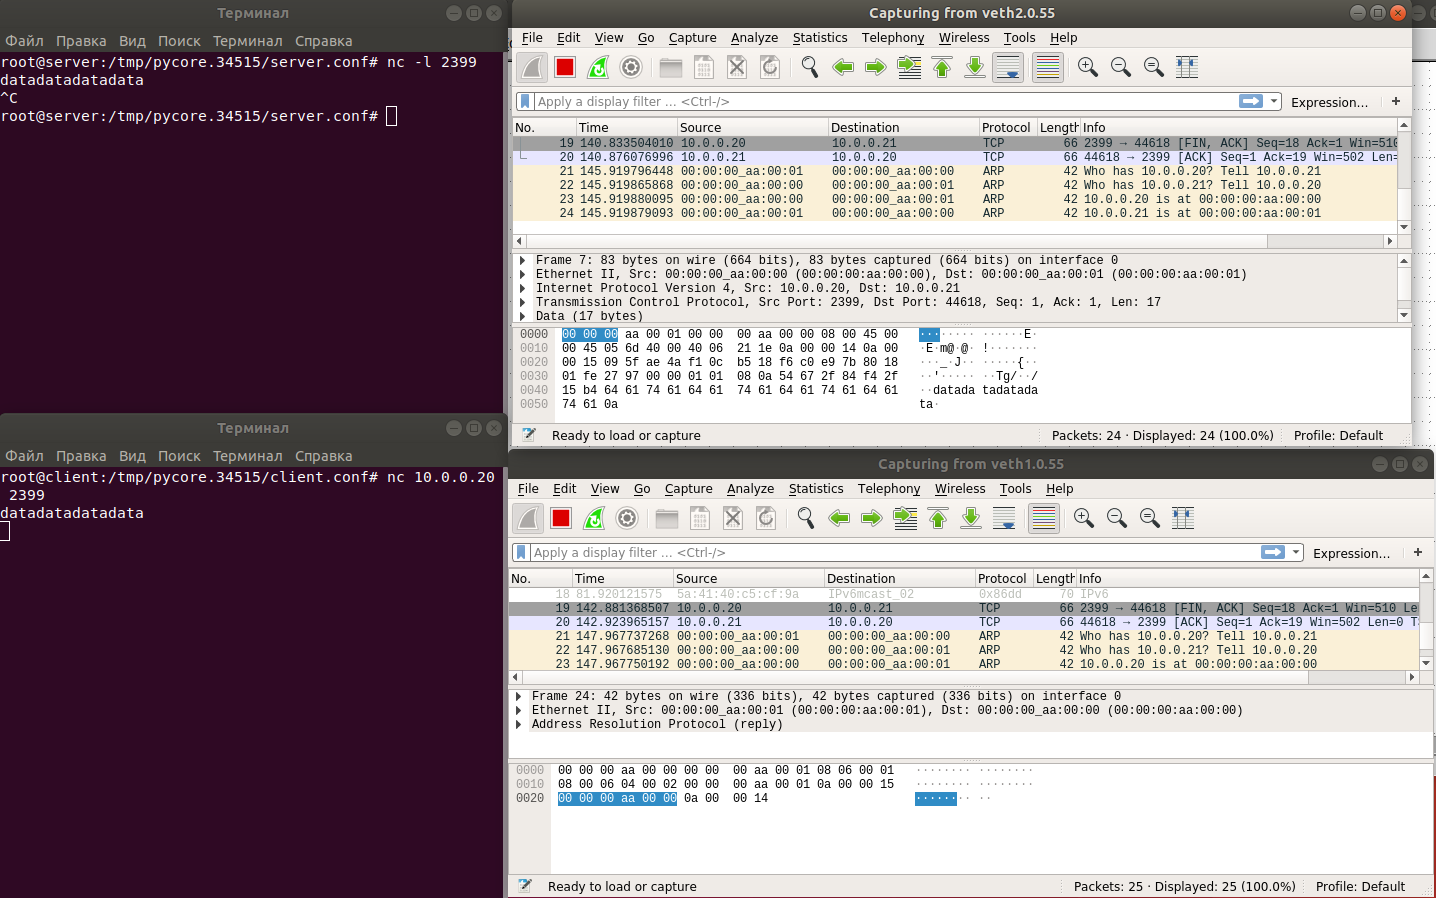 Терминал
Файл Правка Вид Поиск Терминал Справка
root@server:/tmp/pycore.34515/server.conf# nc -l 2399
datadatadatadata
^C
root@server:/tmp/pycore.34515/server.conf#
Терминал
Файл Правка Вид Поиск Терминал Справка
root@client:/tmp/pycore.34515/client.conf# nc 10.0.0.20
2399
datadatadatadata
Capturing from veth2.0.55
File Edit View Go Capture Analyze Statistics Telephony Wireless Tools Help
Apply a display filter ... <Ctrl-/> Expression... +
No. Time Source Destination Protocol Length Info
19 140.833504010 10.0.0.20 10.0.0.21 TCP 66 2399 → 44618 [FIN, ACK] Seq=18 Ack=1 Win=510
20 140.876076996 10.0.0.21 10.0.0.20 TCP 66 44618 → 2399 [ACK] Seq=1 Ack=19 Win=502 Len=
21 145.919796448 00:00:00_aa:00:01 00:00:00_aa:00:00 ARP 42 Who has 10.0.0.20? Tell 10.0.0.21
22 145.919865868 00:00:00_aa:00:00 00:00:00_aa:00:01 ARP 42 Who has 10.0.0.21? Tell 10.0.0.20
23 145.919880095 00:00:00_aa:00:00 00:00:00_aa:00:01 ARP 42 10.0.0.20 is at 00:00:00:aa:00:00
24 145.919879093 00:00:00_aa:00:01 00:00:00_aa:00:00 ARP 42 10.0.0.21 is at 00:00:00:aa:00:01
Frame 7: 83 bytes on wire (664 bits), 83 bytes captured (664 bits) on interface 0
Ethernet II, Src: 00:00:00_aa:00:00 (00:00:00:aa:00:00), Dst: 00:00:00_aa:00:01 (00:00:00:aa:00:01)
Internet Protocol Version 4, Src: 10.0.0.20, Dst: 10.0.0.21
Transmission Control Protocol, Src Port: 2399, Dst Port: 44618, Seq: 1, Ack: 1, Len: 17
Data (17 bytes)
0000 00 00 00 aa 00 01 00 00 00 aa 00 00 08 00 45 00 ········ ······E·
0010 00 45 05 6d 40 00 40 06 21 1e 0a 00 00 14 0a 00 ·E·m@·@· !·······
0020 00 15 09 5f ae 4a f1 0c b5 18 f6 c0 e9 7b 80 18 ···_·J·· ·····{··
0030 01 fe 27 97 00 00 01 01 08 0a 54 67 2f 84 f4 2f ··'····· ··Tg/··/
0040 15 b4 64 61 74 61 64 61 74 61 64 61 74 61 64 61 ··datada tadatada
0050 74 61 0a ta·
Ready to load or capture Packets: 24 · Displayed: 24 (100.0%) Profile: Default
Capturing from veth1.0.55
File Edit View Go Capture Analyze Statistics Telephony Wireless Tools Help
Apply a display filter ... <Ctrl-/> Expression... +
No. Time Source Destination Protocol Length Info
18 81.920121575 5a:41:40:c5:cf:9a IPv6mcast_02 0x86dd 70 IPv6
19 142.881368507 10.0.0.20 10.0.0.21 TCP 66 2399 → 44618 [FIN, ACK] Seq=18 Ack=1 Win=510 Le
20 142.923965157 10.0.0.21 10.0.0.20 TCP 66 44618 → 2399 [ACK] Seq=1 Ack=19 Win=502 Len=0 T
21 147.967737268 00:00:00_aa:00:01 00:00:00_aa:00:00 ARP 42 Who has 10.0.0.20? Tell 10.0.0.21
22 147.967685130 00:00:00_aa:00:00 00:00:00_aa:00:01 ARP 42 Who has 10.0.0.21? Tell 10.0.0.20
23 147.967750192 00:00:00_aa:00:00 00:00:00_aa:00:01 ARP 42 10.0.0.20 is at 00:00:00:aa:00:00
Frame 24: 42 bytes on wire (336 bits), 42 bytes captured (336 bits) on interface 0
Ethernet II, Src: 00:00:00_aa:00:01 (00:00:00:aa:00:01), Dst: 00:00:00_aa:00:00 (00:00:00:aa:00:00)
Address Resolution Protocol (reply)
0000 00 00 00 aa 00 00 00 00 00 aa 00 01 08 06 00 01 ········ ········
0010 08 00 06 04 00 02 00 00 00 aa 00 01 0a 00 00 15 ········ ········
0020 00 00 00 aa 00 00 0a 00 00 14 ········ ··
Ready to load or capture Packets: 25 · Displayed: 25 (100.0%) Profile: Default